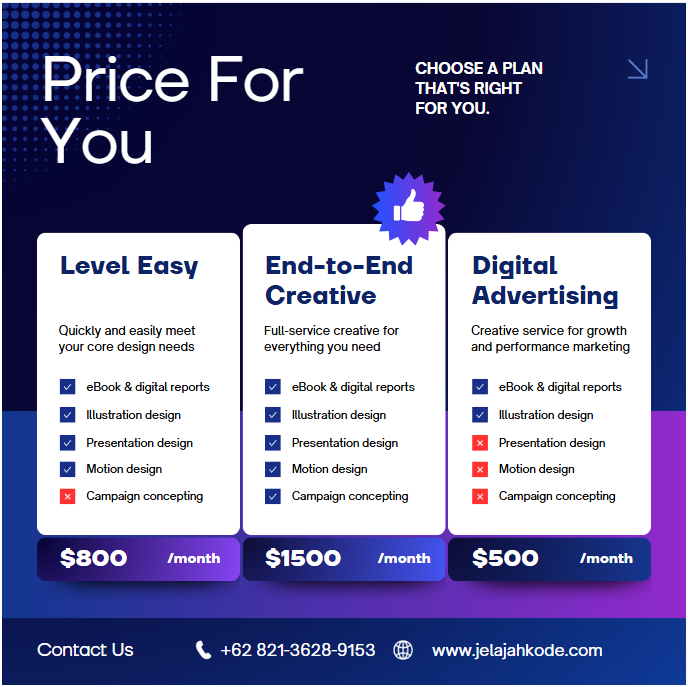 Price For
You
CHOOSE A PLAN
THAT'S RIGHT
FOR YOU.
Level Easy
Quickly and easily meet
your core design needs
eBook & digital reports
Illustration design
Presentation design
Motion design
Campaign concepting
$800 /month
End-to-End
Creative
Full-service creative for
everything you need
eBook & digital reports
Illustration design
Presentation design
Motion design
Campaign concepting
$1500 /month
Digital
Advertising
Creative service for growth
and performance marketing
eBook & digital reports
Illustration design
Presentation design
Motion design
Campaign concepting
$500 /month
Contact Us +62 821-3628-9153 www.jelajahkode.com